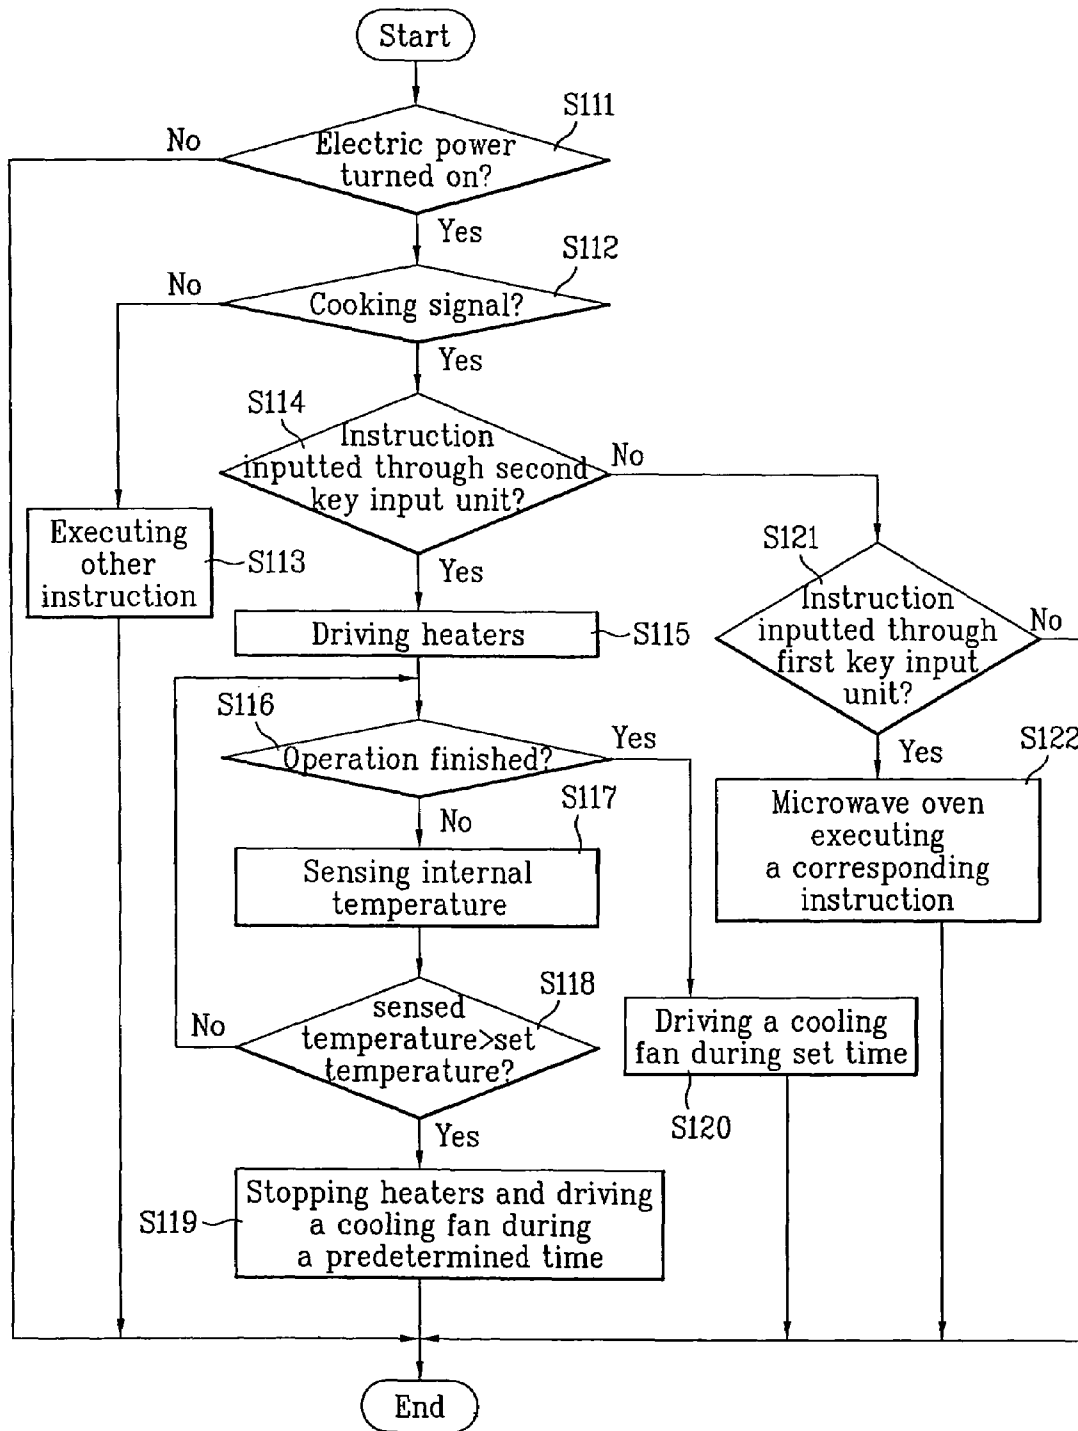 Start
S111
No
Electric power
turned on?
Yes
S112
No
Cooking signal?
Yes
S114
Instruction
inputted through second
key input unit?
No
Executing
other
instruction
S113
Yes
S121
Instruction
inputted through
first key input
unit?
No
Driving heaters
S115
S116
Operation finished?
Yes
Yes
S122
No
S117
Microwave oven
executing
a corresponding
instruction
Sensing internal
temperature
S118
No
sensed
temperature>set
temperature?
Driving a cooling
fan during set time
S120
Yes
S119
Stopping heaters and driving
a cooling fan during
a predetermined time
End